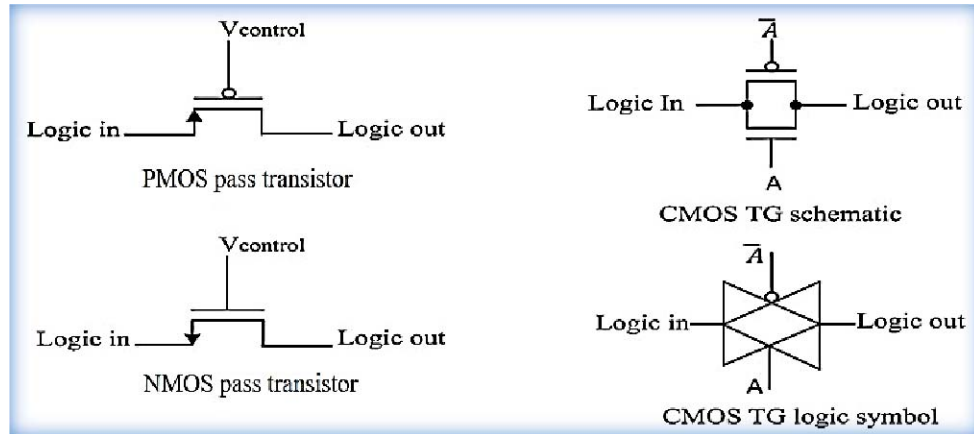 Vcontrol
Logic in
Logic out
PMOS pass transistor
Vcontrol
Logic in
Logic out
NMOS pass transistor
A̅
Logic In
Logic out
A
CMOS TG schematic
A̅
Logic in
Logic out
A
CMOS TG logic symbol